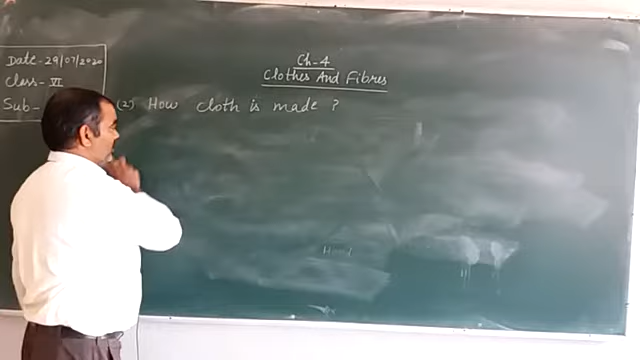 Date-29/07/2020
Class-VI
Sub-
Ch-4
Clothes And Fibres
(2) How cloth is made ?